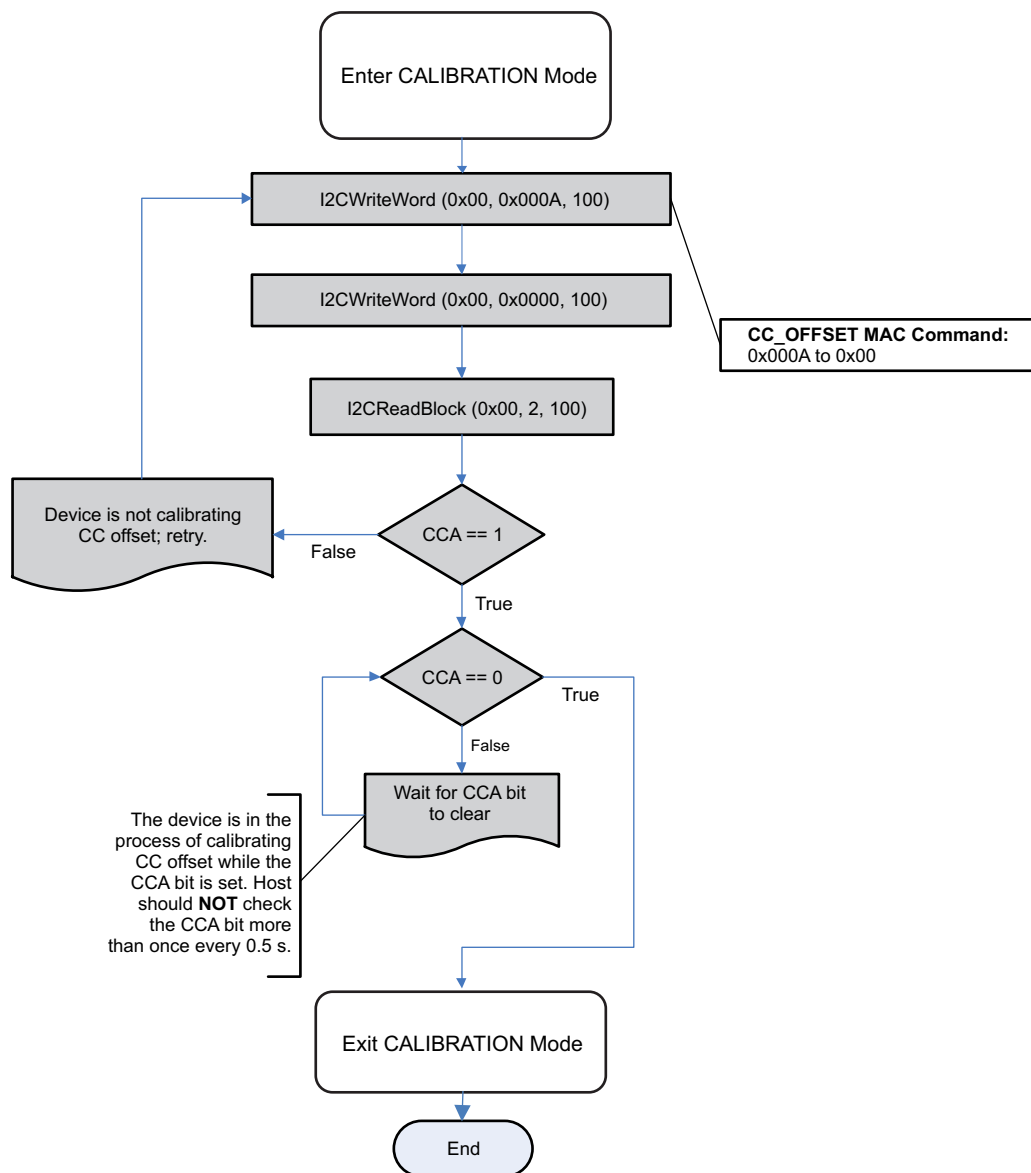 Enter CALIBRATION Mode
I2CWriteWord (0x00, 0x000A, 100)
I2CWriteWord (0x00, 0x0000, 100)
CC_OFFSET MAC Command:
0x000A to 0x00
I2CReadBlock (0x00, 2, 100)
Device is not calibrating
CC offset; retry.
CCA == 1
False
True
CCA == 0
True
False
Wait for CCA bit
to clear
The device is in the
process of calibrating
CC offset while the
CCA bit is set. Host
should NOT check
the CCA bit more
than once every 0.5 s.
Exit CALIBRATION Mode
End